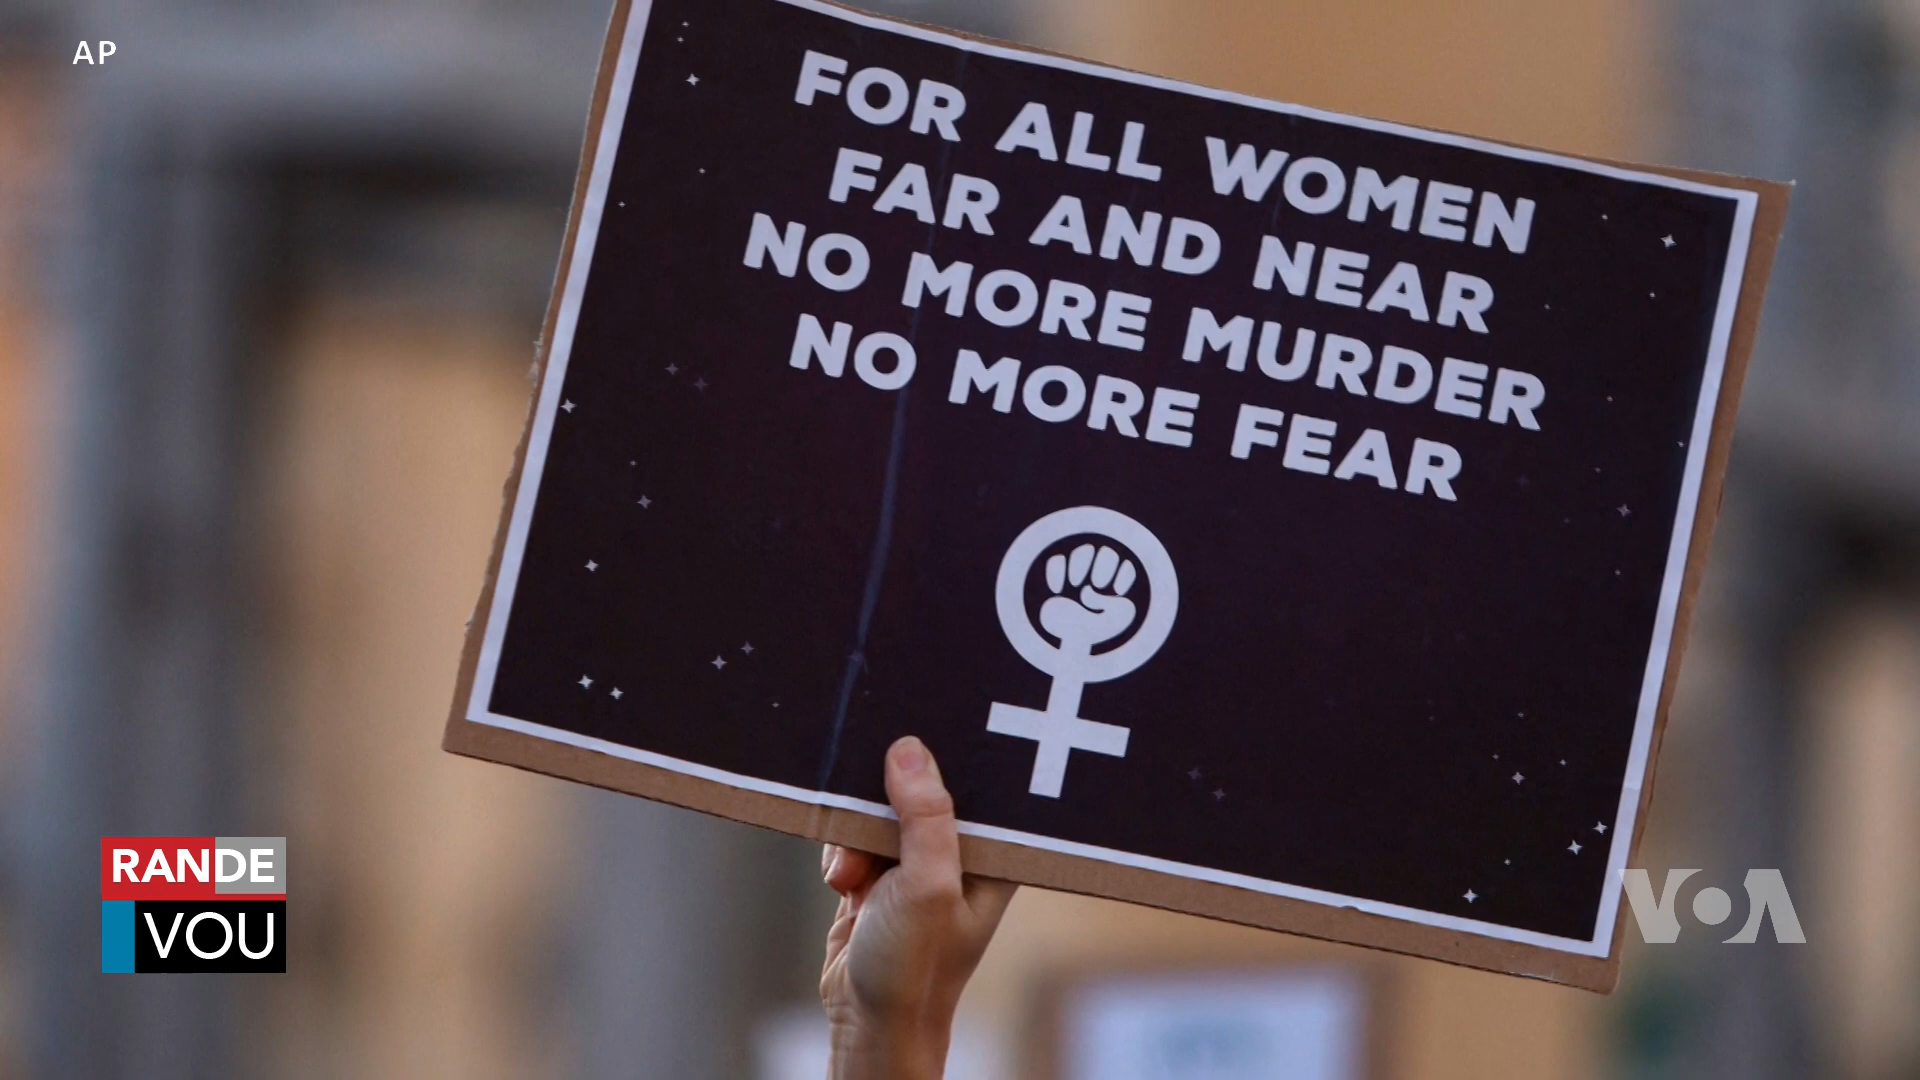 AP
FOR ALL WOMEN
FAR AND NEAR
NO MORE MURDER
NO MORE FEAR
RANDE
VOU
VOA